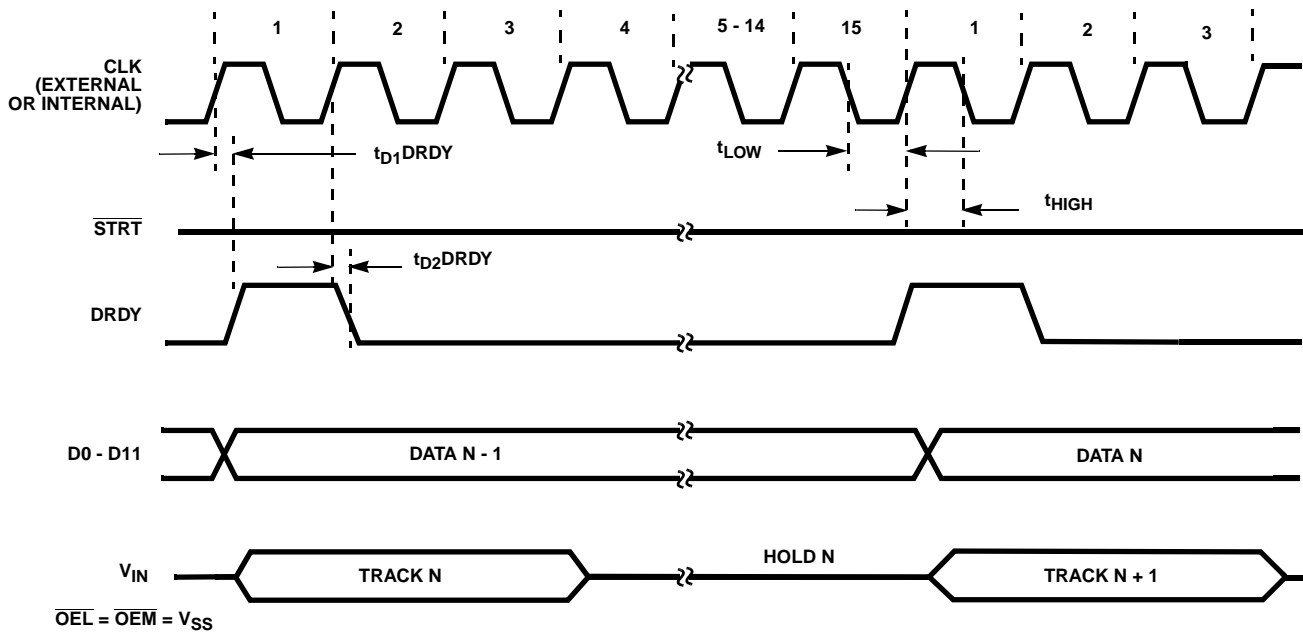 1 2 3 4 5 - 14 15 1 2 3
CLK
(EXTERNAL
OR INTERNAL)
tD1DRDY
tLOW
tHIGH
STRT
tD2DRDY
DRDY
D0 - D11
DATA N - 1
DATA N
HOLD N
VIN
TRACK N
TRACK N + 1
OEL = OEM = VSS